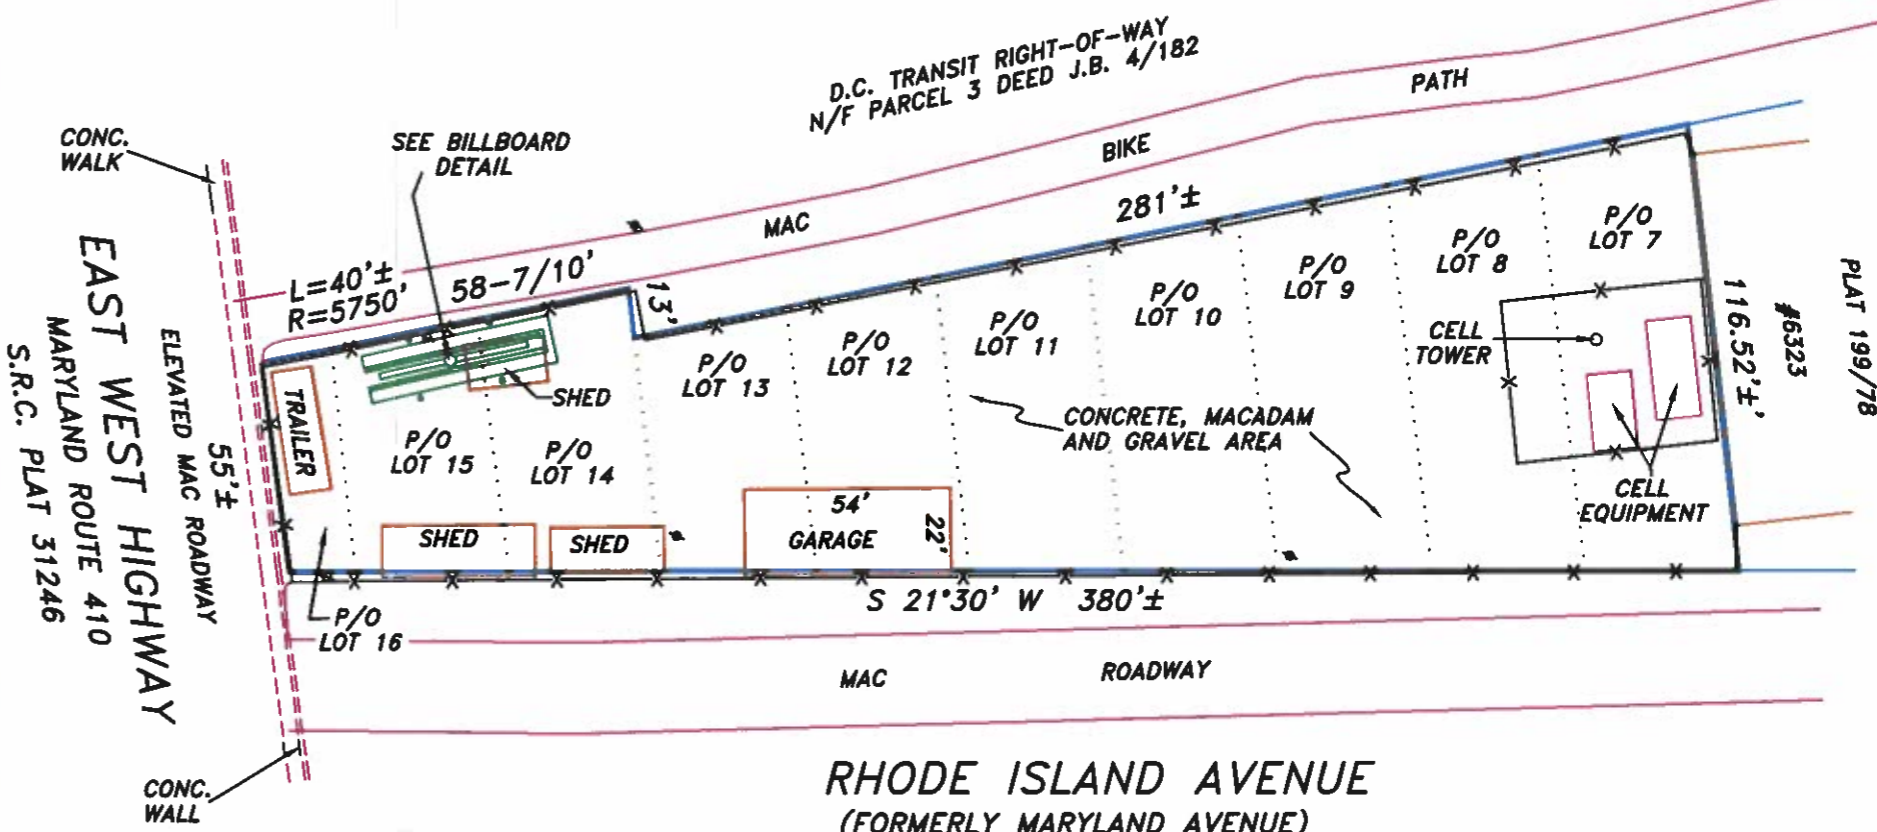 D.C. TRANSIT RIGHT-OF-WAY
N/F PARCEL 3 DEED J.B. 4/182
PATH
BIKE
MAC
CONC.
WALK
SEE BILLBOARD
DETAIL
L=40'±
R=5750'
58-7/10'
13'
281'±
P/O
LOT 7
P/O
LOT 8
P/O
LOT 9
P/O
LOT 10
P/O
LOT 11
P/O
LOT 12
P/O
LOT 13
P/O
LOT 14
P/O
LOT 15
P/O
LOT 16
TRAILER
SHED
SHED
SHED
54'
GARAGE
22'
CONCRETE, MACADAM
AND GRAVEL AREA
CELL
TOWER
CELL
EQUIPMENT
116.52'±'
#6323
PLAT 199/78
55'±
ELEVATED MAC ROADWAY
EAST WEST HIGHWAY
MARYLAND ROUTE 410
S.R.C. PLAT 31246
S 21°30' W 380'±
MAC ROADWAY
CONC.
WALL
RHODE ISLAND AVENUE
(FORMERLY MARYLAND AVENUE)